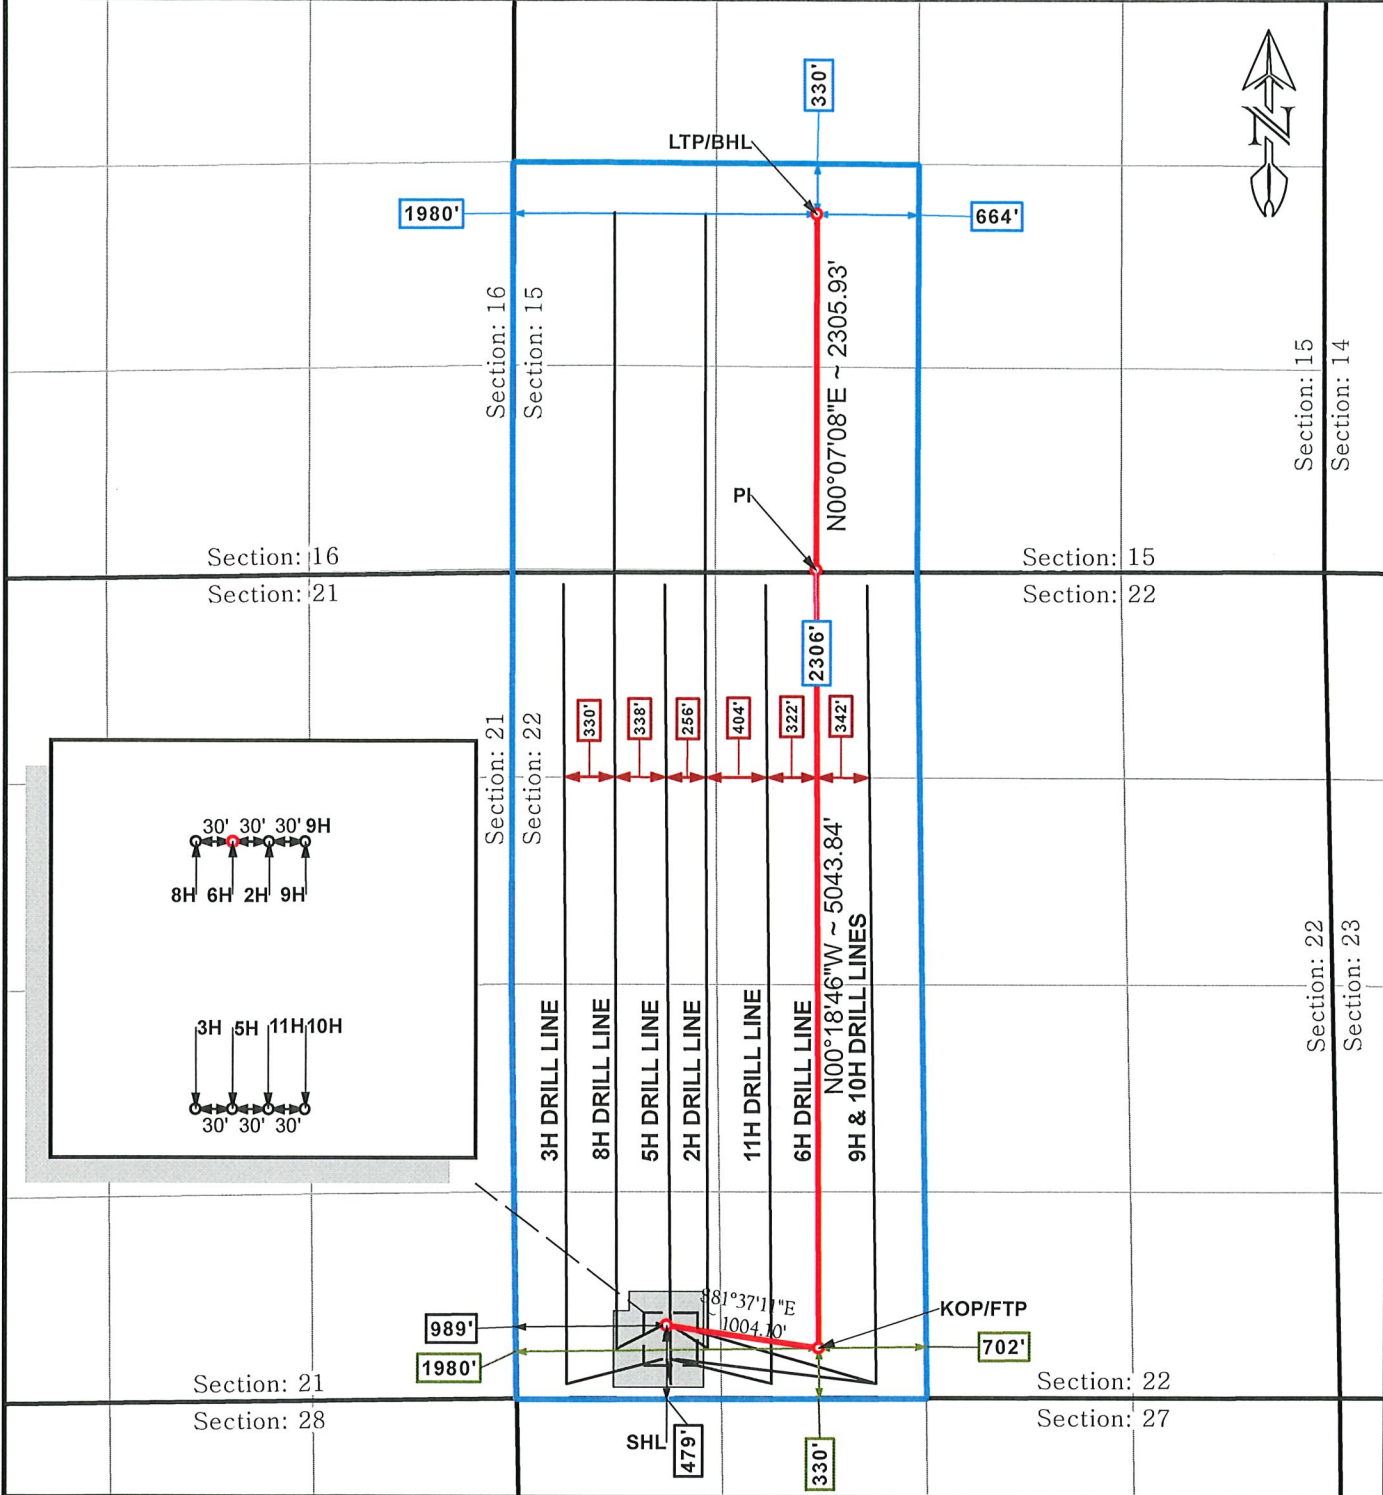 330'
N
LTP/BHL
1980'
664'
N00°07'08"E ~ 2305.93'
Section: 16
Section: 15
Section: 15
Section: 14
PI
Section: 16
Section: 15
Section: 21
Section: 22
2306'
330'
338'
256'
404'
322'
342'
Section: 21
Section: 22
30' 30' 30' 9H
8H 6H 2H 9H
N00°18'46"W ~ 5043.84'
Section: 22
Section: 23
3H 5H 11H 10H
30' 30' 30'
3H DRILL LINE
8H DRILL LINE
5H DRILL LINE
2H DRILL LINE
11H DRILL LINE
6H DRILL LINE
9H & 10H DRILL LINES
S81°37'11"E
~
1004.10'
KOP/FTP
989'
702'
1980'
Section: 21
Section: 22
Section: 28
Section: 27
SHL
479'
330'